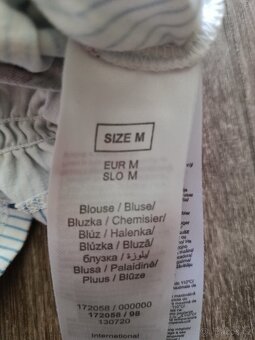 SIZE M
EUR M
SLO M
Blouse / Bluse/
Bluzka / Chemisier/
Blúz / Halenka/
Blůzka / Bluză/
блузка / بلوزة/
Blusa / Palaidinė/
Pluus / Blūze
172058 / 000000
172058 / 98
130720
International